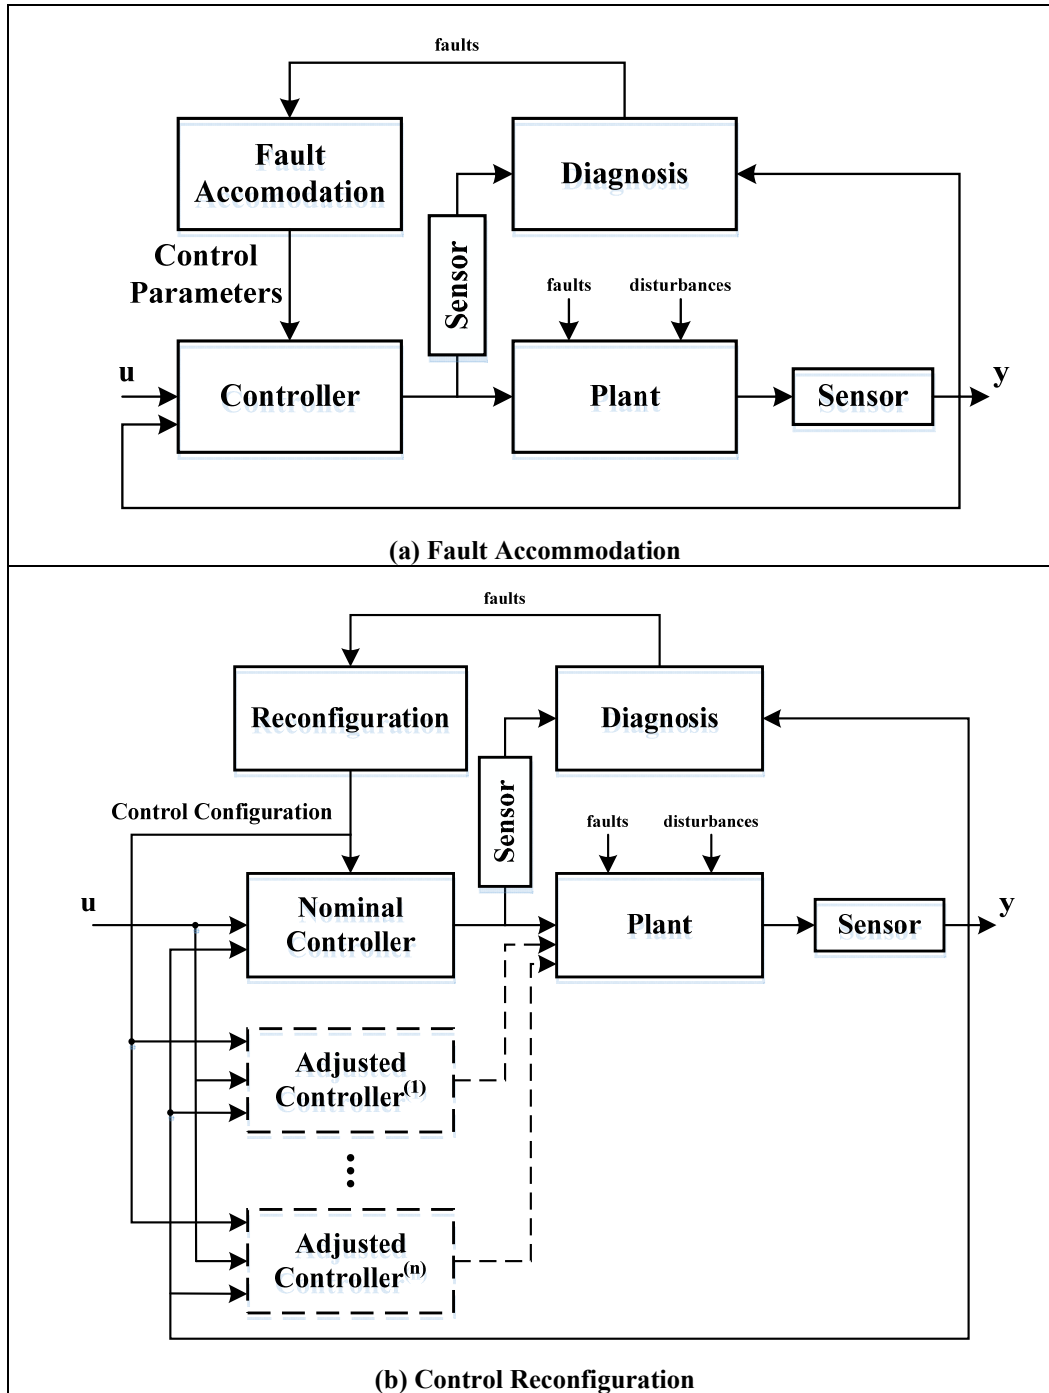 faults
Fault
Accomodation
Diagnosis
Control
Parameters
Sensor
faults
disturbances
u
Controller
Plant
Sensor
y
(a) Fault Accommodation
faults
Reconfiguration
Diagnosis
Control Configuration
Sensor
faults
disturbances
u
Nominal
Controller
Plant
Sensor
y
Adjusted
Controller(1)
Adjusted
Controller(n)
(b) Control Reconfiguration